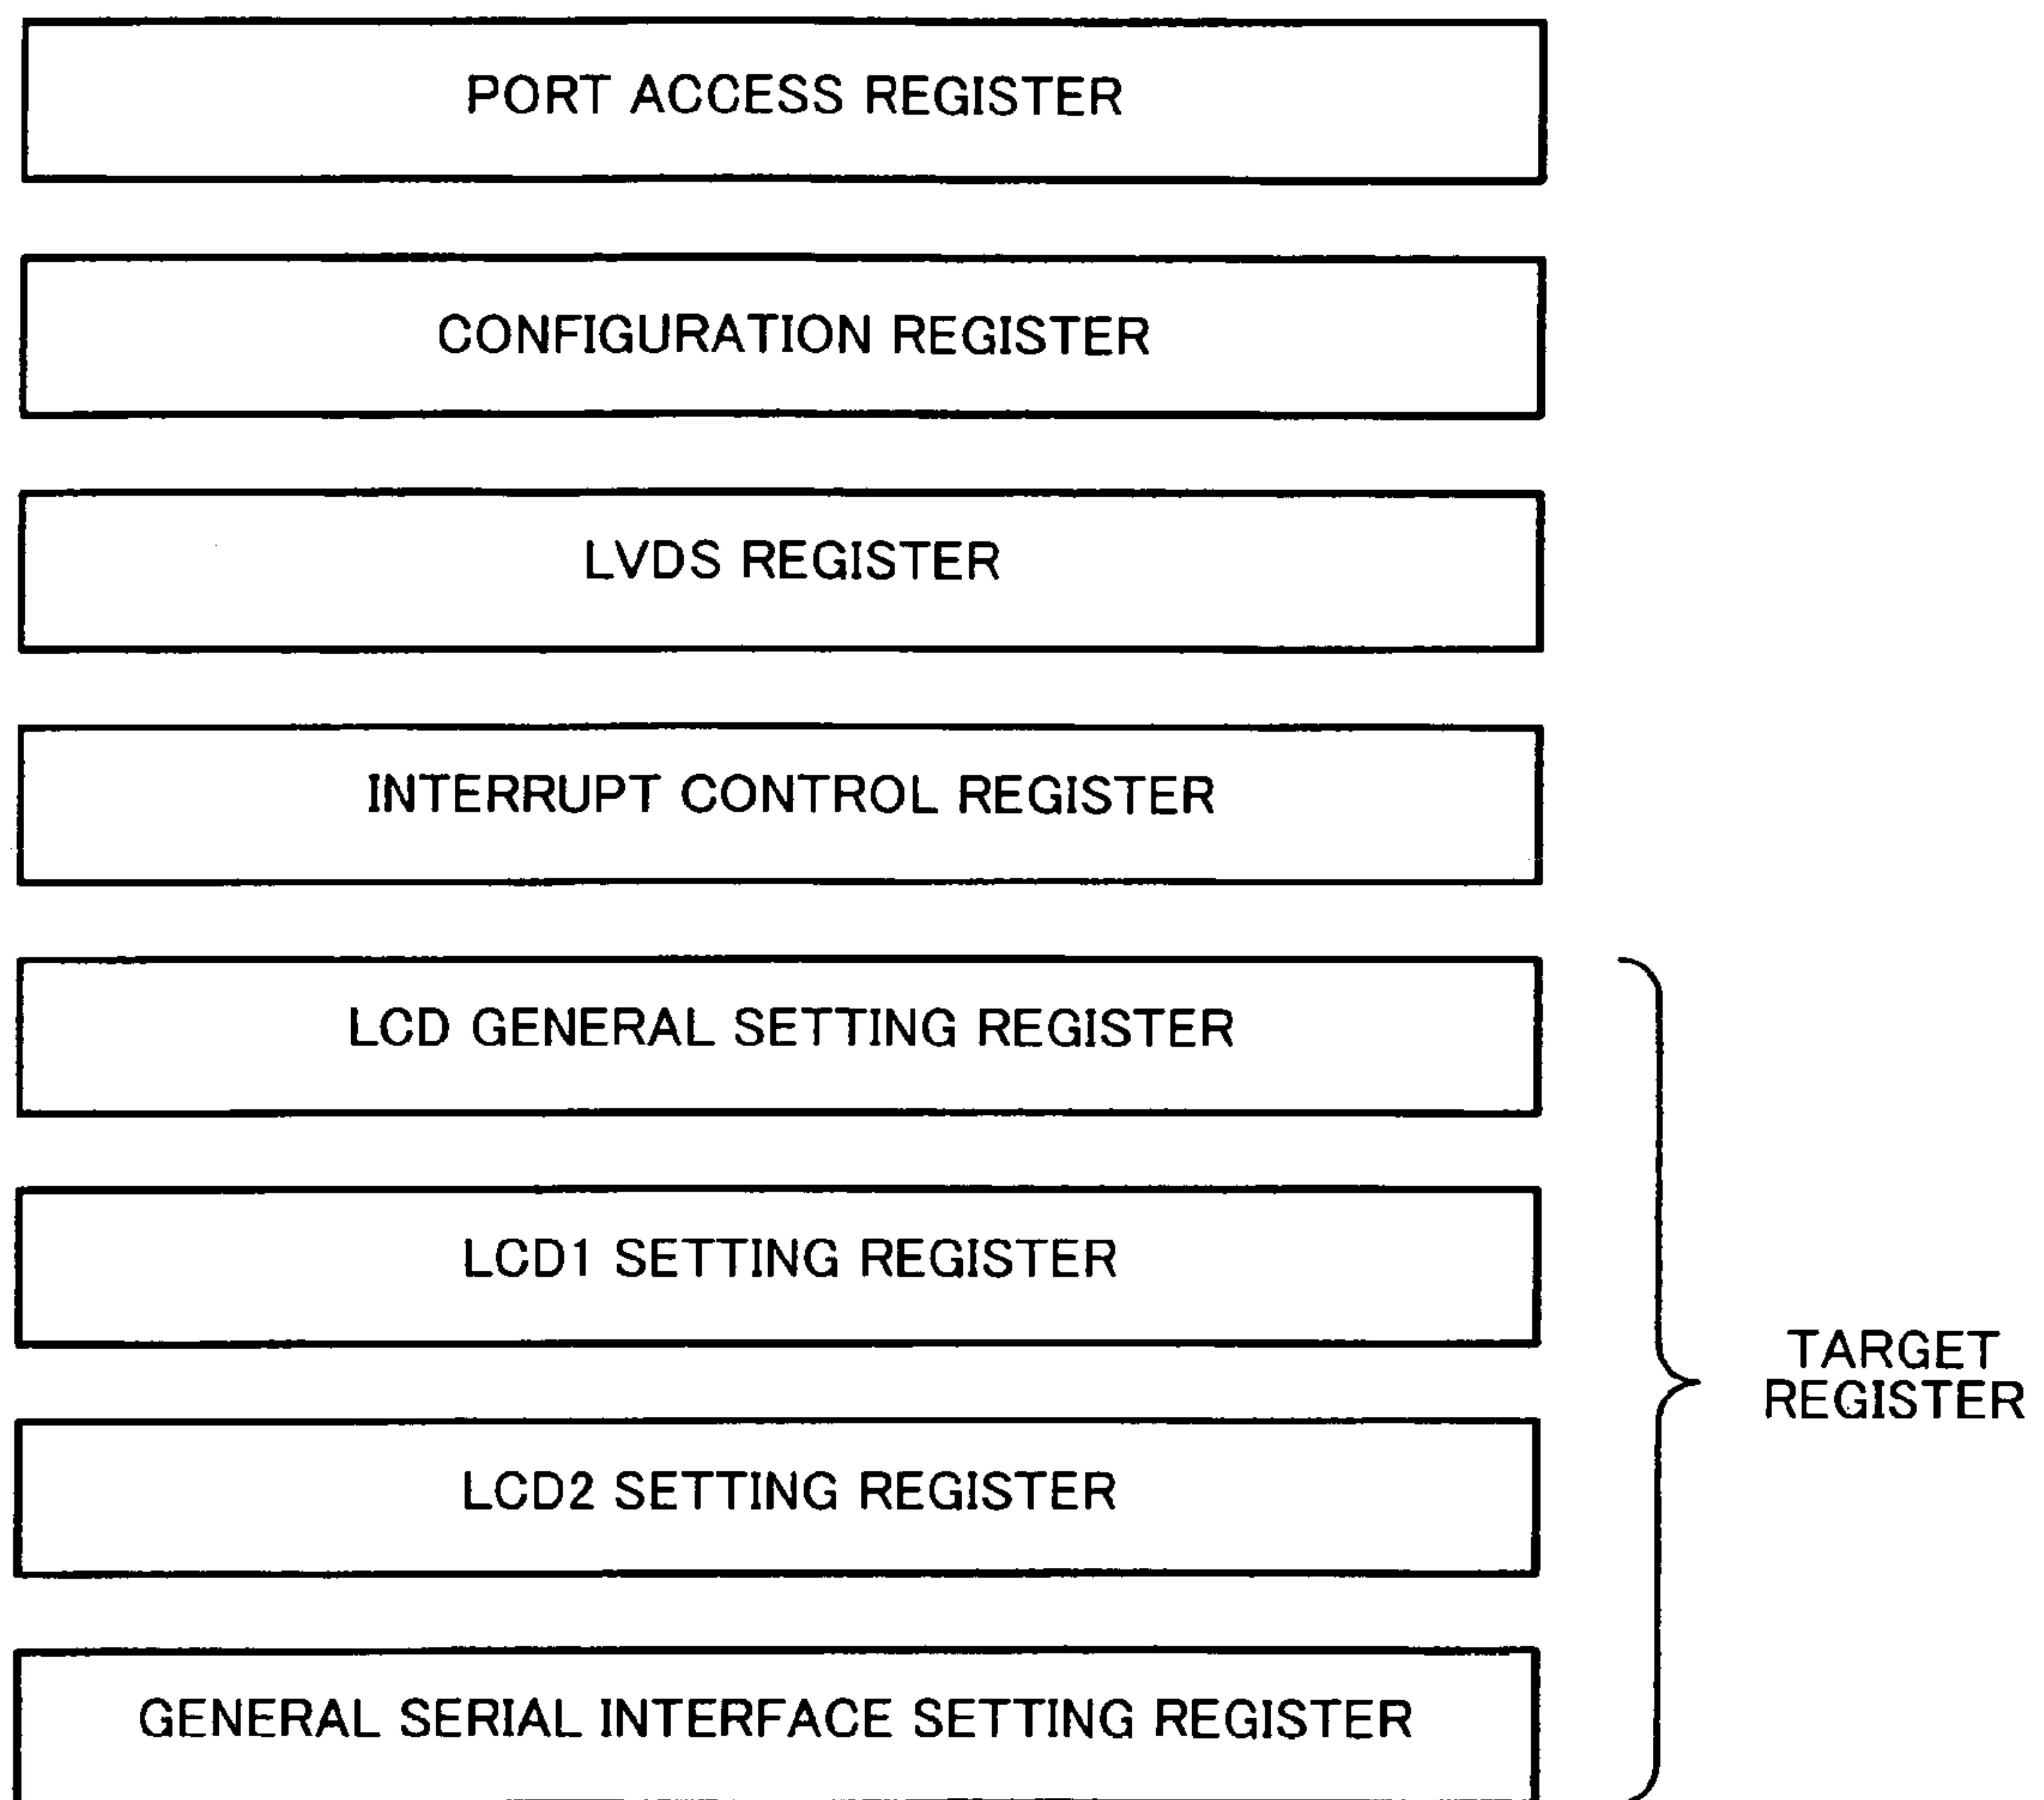 PORT ACCESS REGISTER
CONFIGURATION REGISTER
LVDS REGISTER
INTERRUPT CONTROL REGISTER
LCD GENERAL SETTING REGISTER
LCD1 SETTING REGISTER
LCD2 SETTING REGISTER
GENERAL SERIAL INTERFACE SETTING REGISTER
TARGET
REGISTER